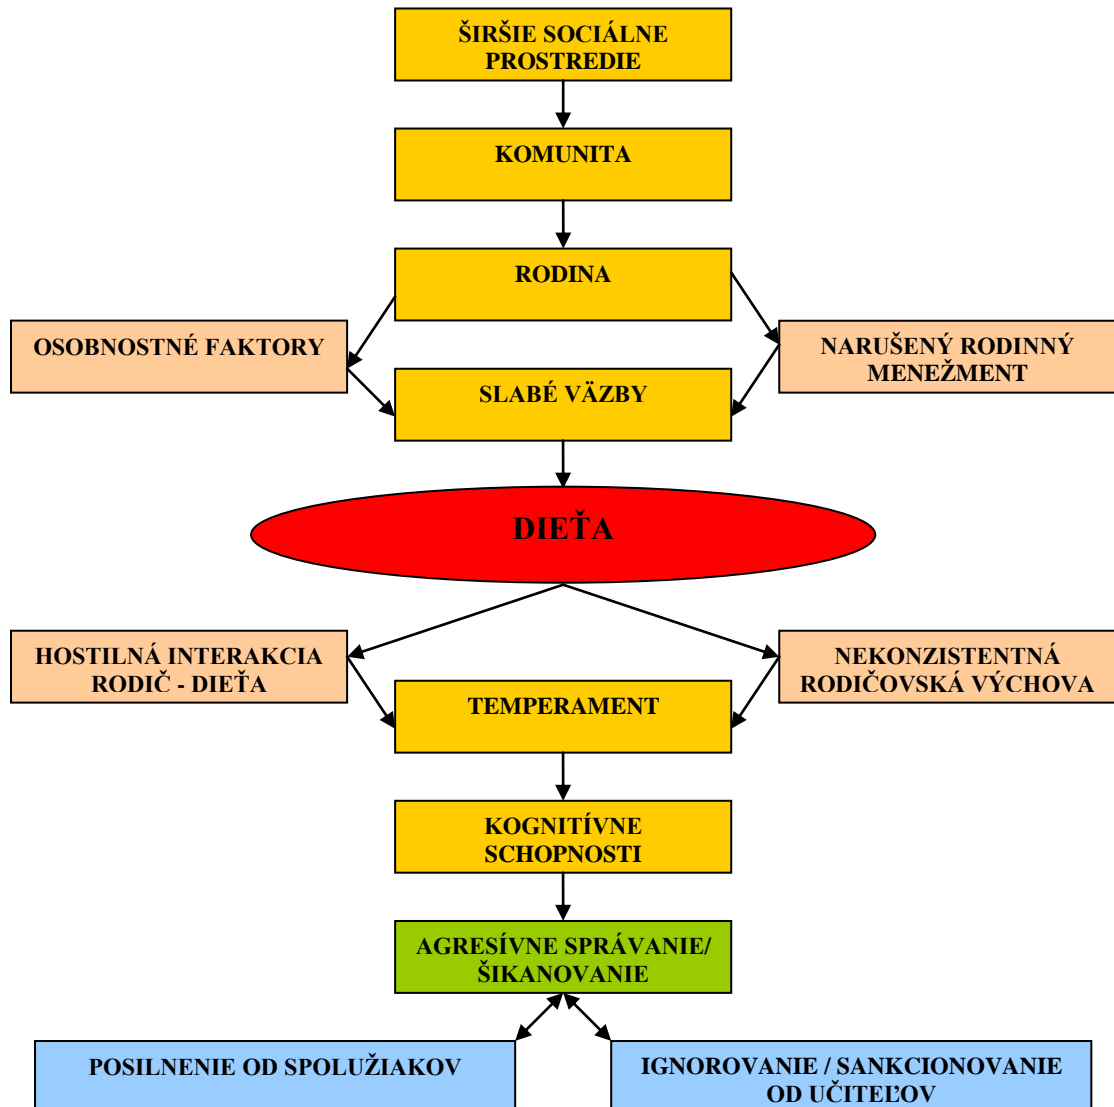 ŠIRŠIE SOCIÁLNE
PROSTREDIE
KOMUNITA
RODINA
OSOBNOSTNÉ FAKTORY
NARUŠENÝ RODINNÝ
MENEŽMENT
SLABÉ VÄZBY
DIEŤA
HOSTILNÁ INTERAKCIA
RODIČ - DIEŤA
NEKONZISTENTNÁ
RODIČOVSKÁ VÝCHOVA
TEMPERAMENT
KOGNITÍVNE
SCHOPNOSTI
AGRESÍVNE SPRÁVANIE/
ŠIKANOVANIE
POSILNENIE OD SPOLUŽIAKOV
IGNOROVANIE / SANKCIONOVANIE
OD UČITEĽOV